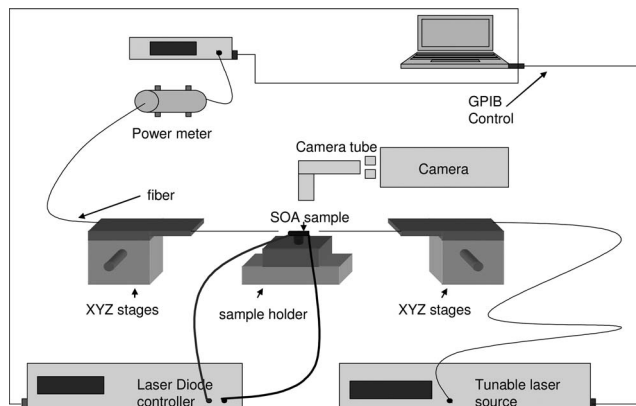 GPIB
Control
Power meter
Camera tube
Camera
fiber
SOA sample
XYZ stages
sample holder
XYZ stages
Laser Diode
controller
Tunable laser
source